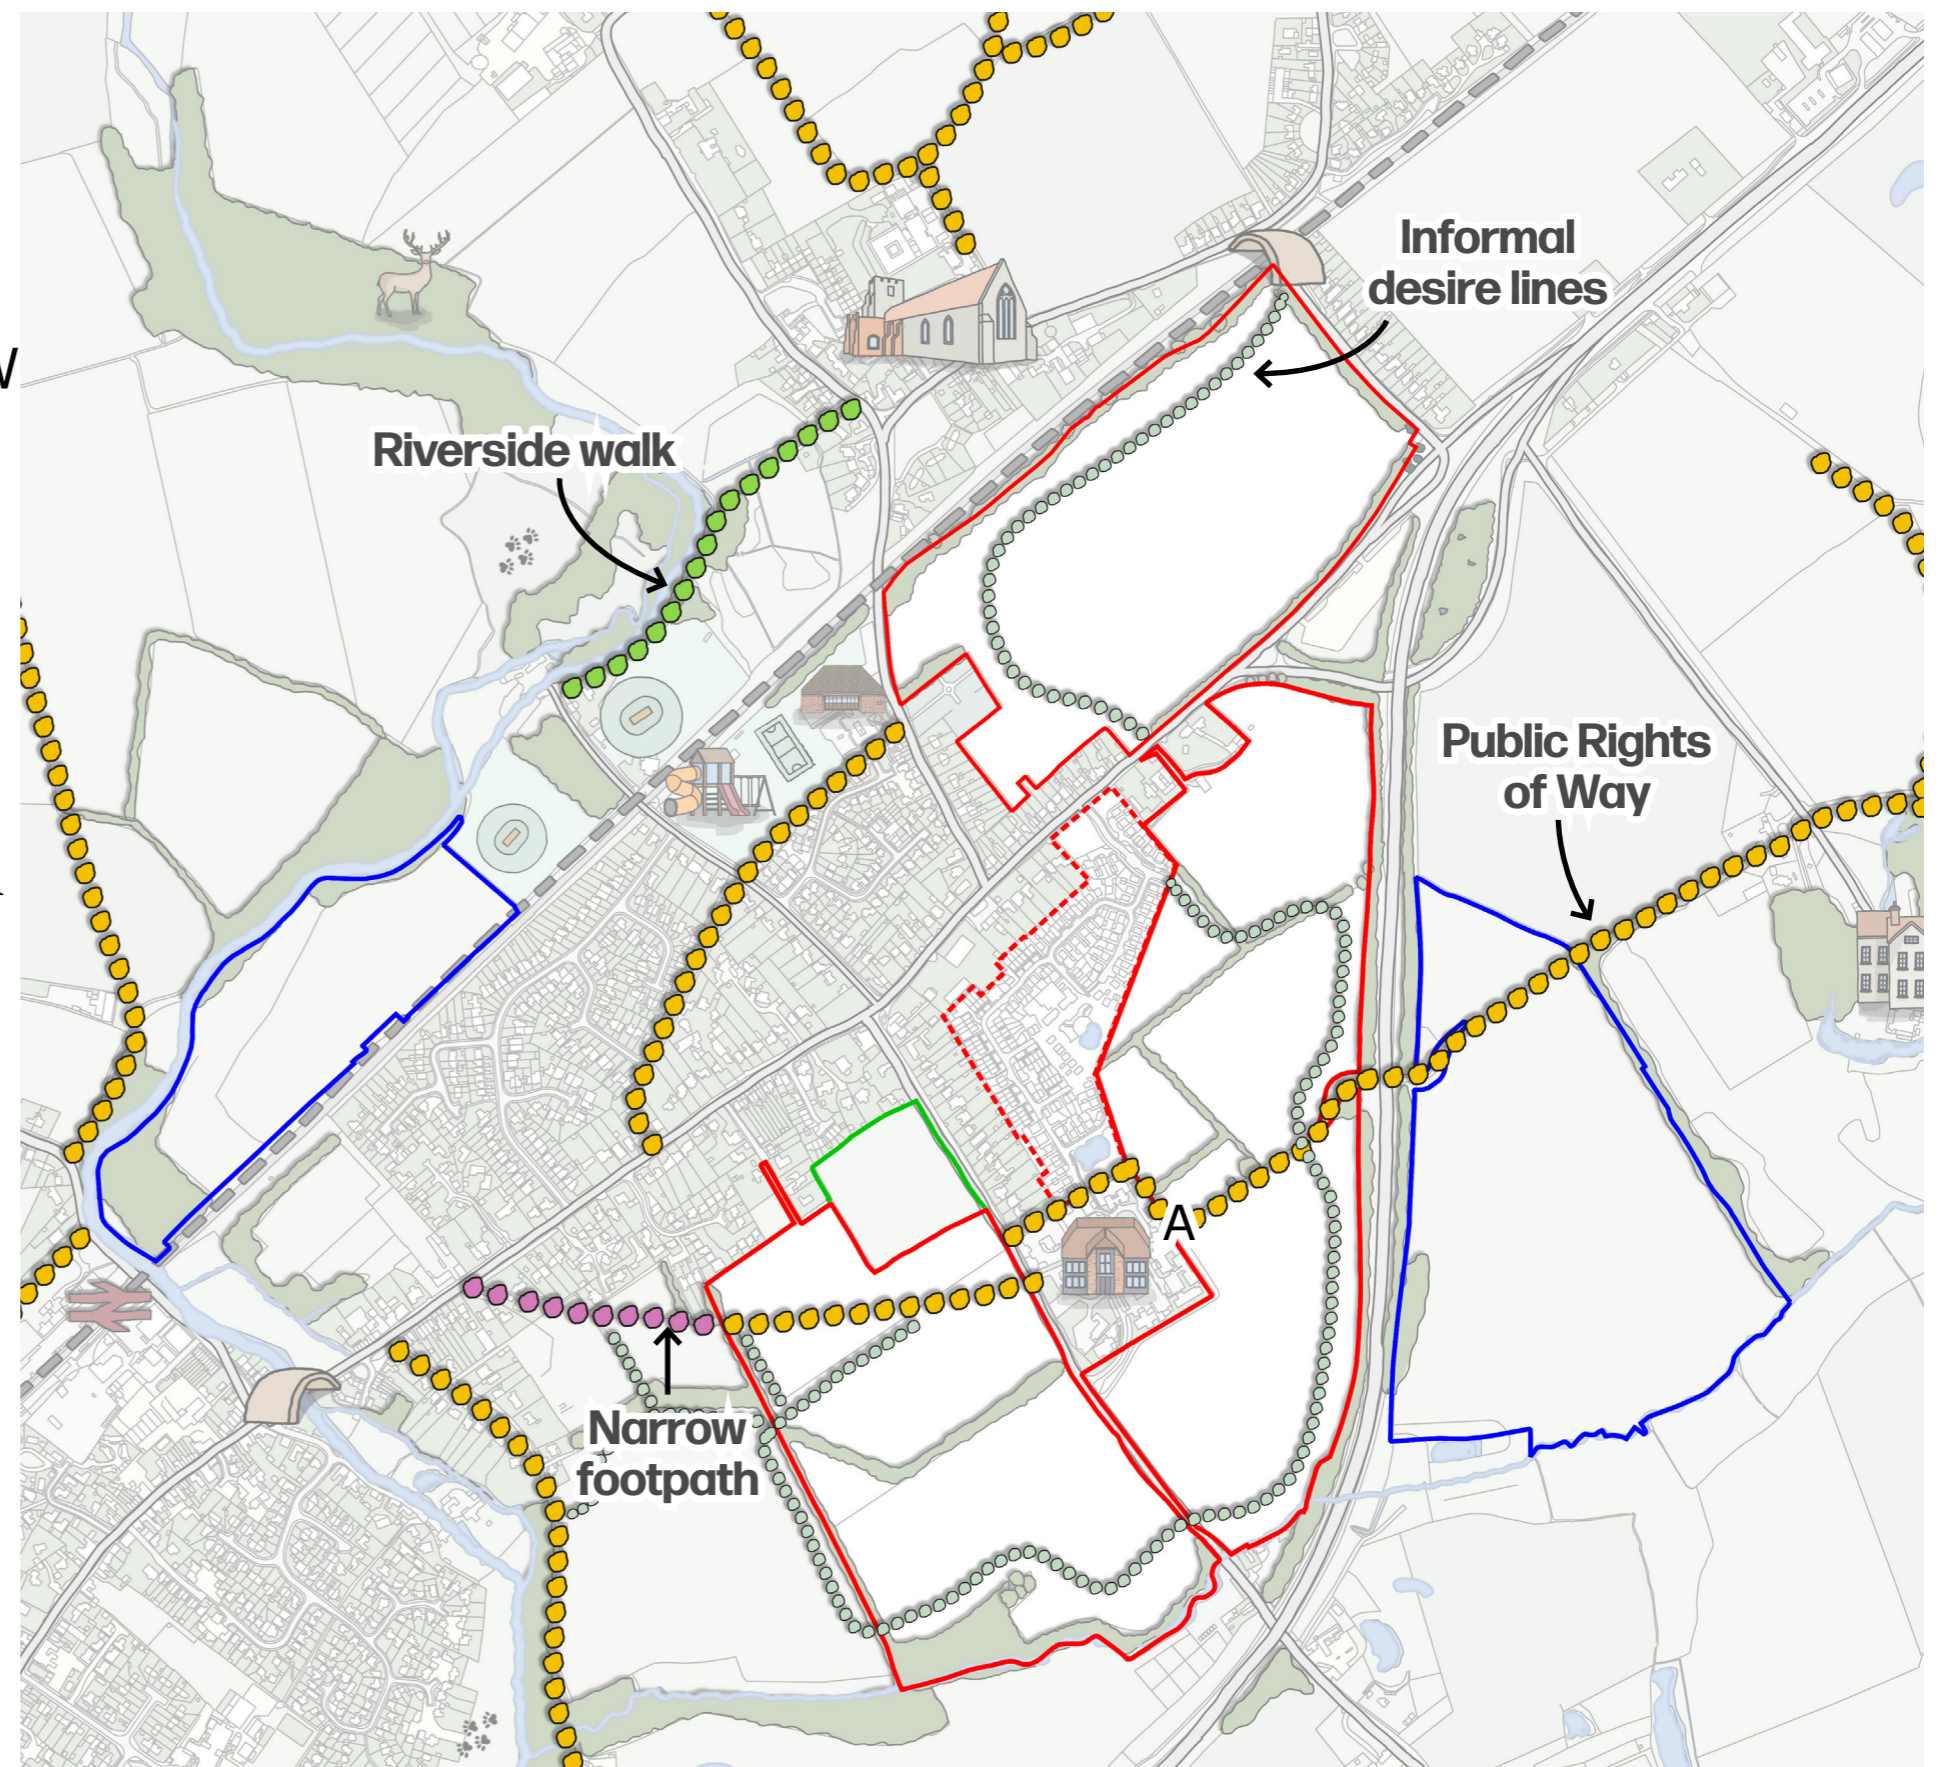 Informal
desire lines
W
Riverside walk
Public Rights
of Way
A
Narrow
footpath